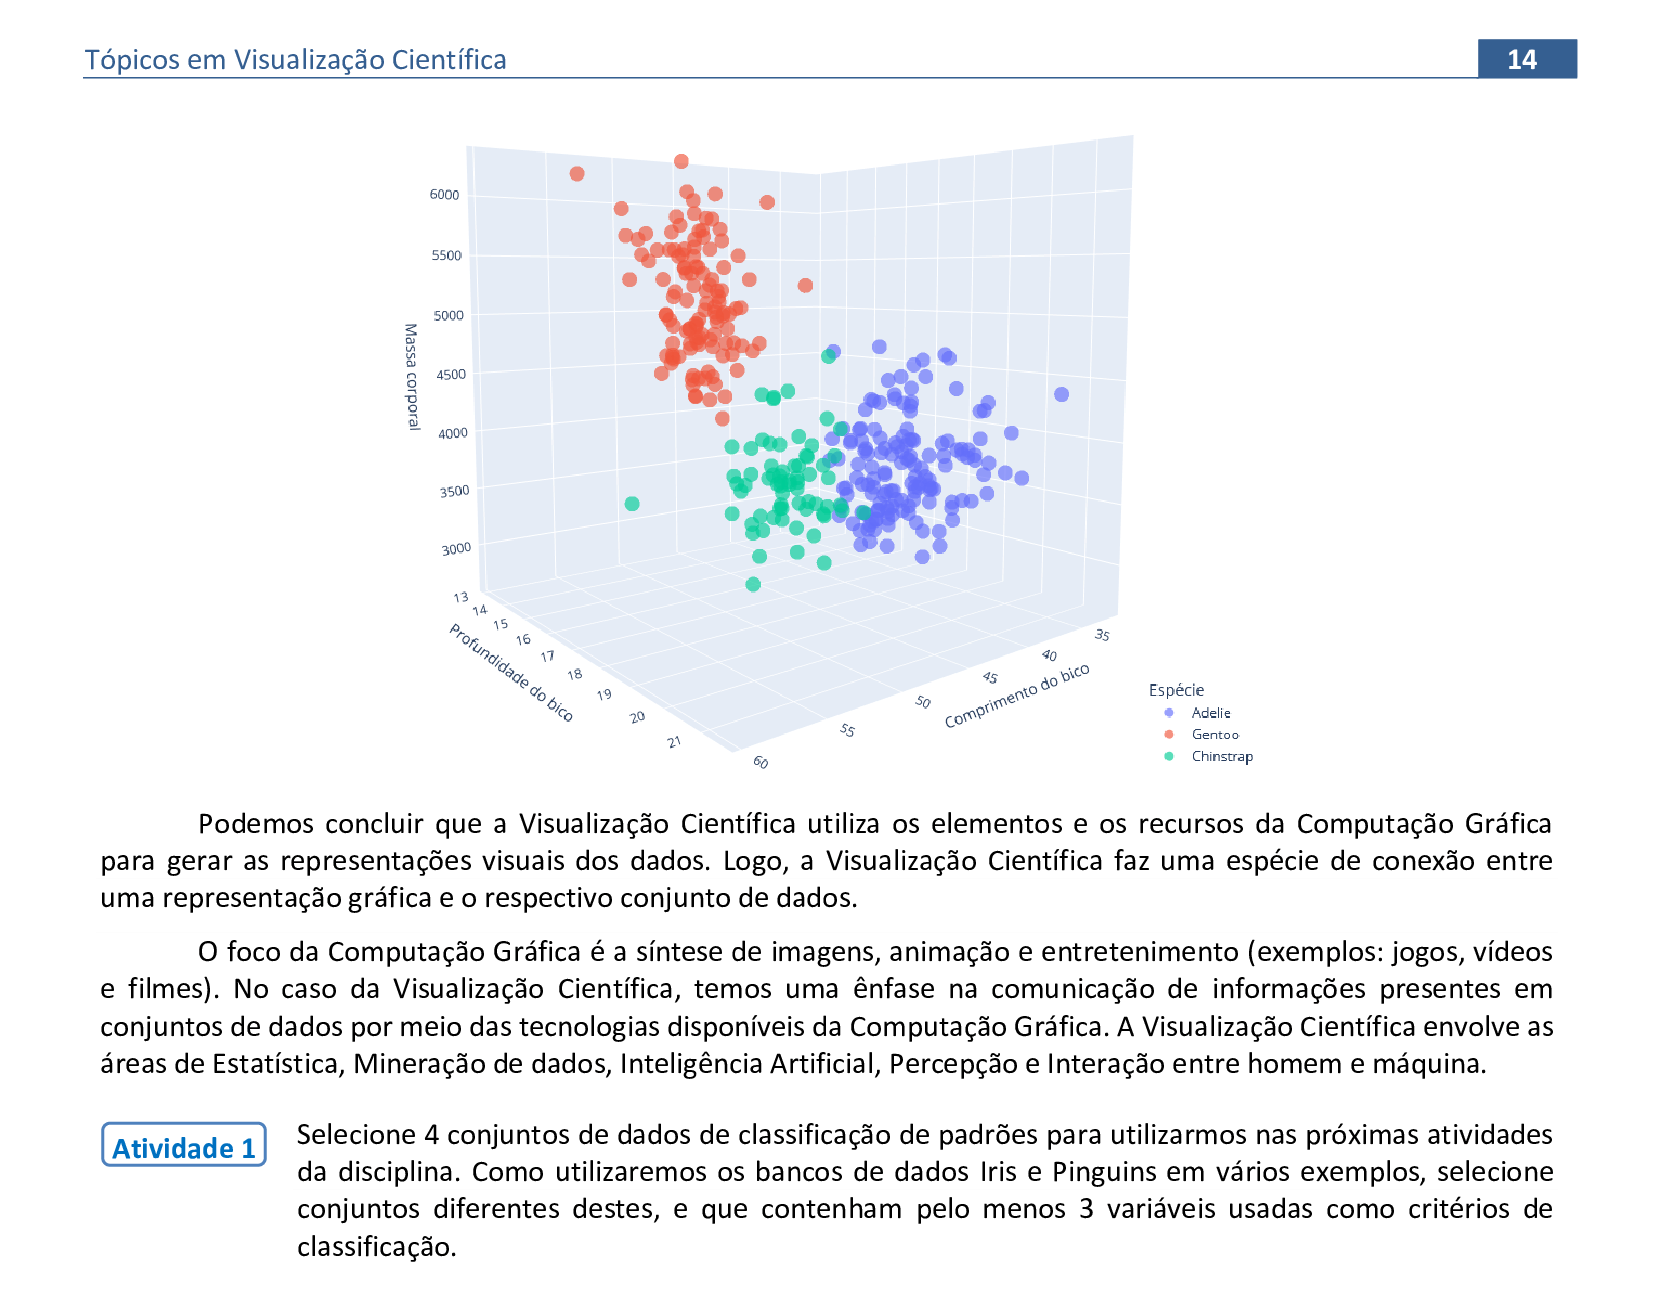 Tópicos em Visualização Científica
14
6000
5500
5000
4500
4000
3500
3000
Massa corporal
13
14
15
16
17
18
19
20
21
Profundidade do bico
60
55
50
45
40
35
Comprimento do bico
Espécie
Adelie
Gentoo
Chinstrap
Podemos concluir que a Visualização Científica utiliza os elementos e os recursos da Computação Gráfica
para gerar as representações visuais dos dados. Logo, a Visualização Científica faz uma espécie de conexão entre
uma representação gráfica e o respectivo conjunto de dados.
O foco da Computação Gráfica é a síntese de imagens, animação e entretenimento (exemplos: jogos, vídeos
e filmes). No caso da Visualização Científica, temos uma ênfase na comunicação de informações presentes em
conjuntos de dados por meio das tecnologias disponíveis da Computação Gráfica. A Visualização Científica envolve as
áreas de Estatística, Mineração de dados, Inteligência Artificial, Percepção e Interação entre homem e máquina.
Atividade 1
Selecione 4 conjuntos de dados de classificação de padrões para utilizarmos nas próximas atividades
da disciplina. Como utilizaremos os bancos de dados Iris e Pinguins em vários exemplos, selecione
conjuntos diferentes destes, e que contenham pelo menos 3 variáveis usadas como critérios de
classificação.